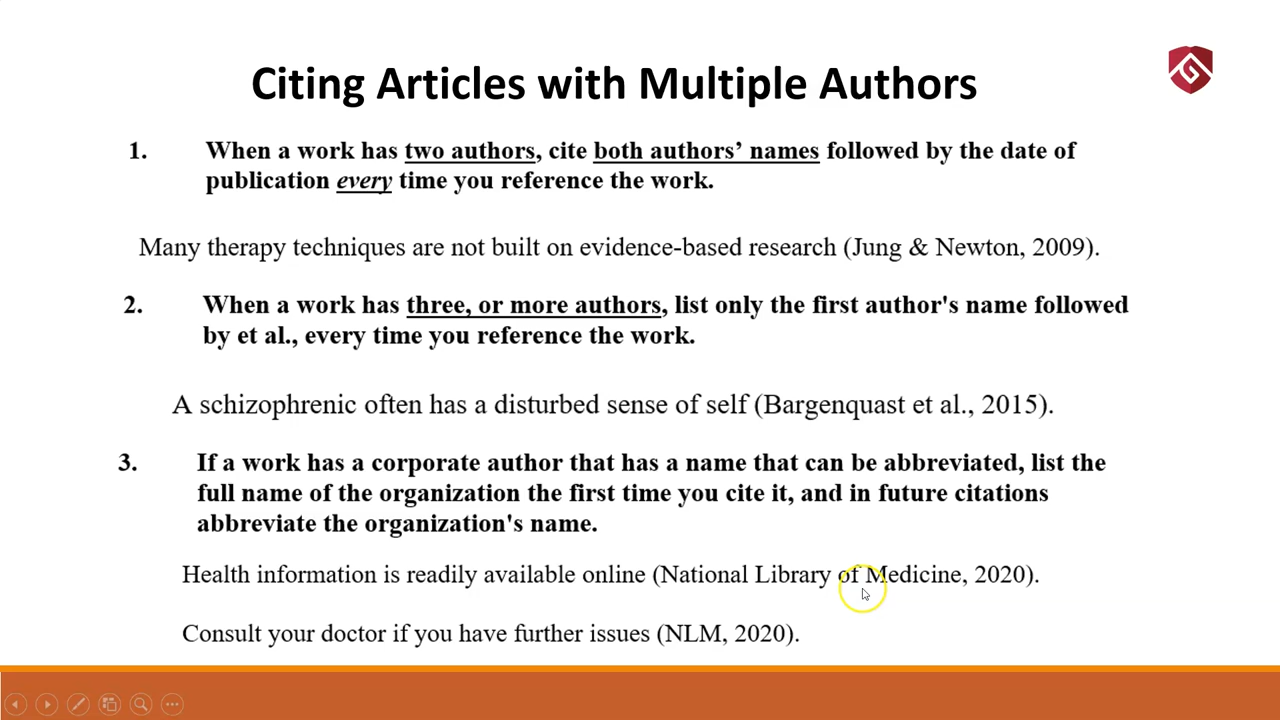 Citing Articles with Multiple Authors
1. When a work has two authors, cite both authors’ names followed by the date of
publication every time you reference the work.
Many therapy techniques are not built on evidence-based research (Jung & Newton, 2009).
2. When a work has three, or more authors, list only the first author's name followed
by et al., every time you reference the work.
A schizophrenic often has a disturbed sense of self (Bargenquast et al., 2015).
3. If a work has a corporate author that has a name that can be abbreviated, list the
full name of the organization the first time you cite it, and in future citations
abbreviate the organization's name.
Health information is readily available online (National Library of Medicine, 2020).
Consult your doctor if you have further issues (NLM, 2020).